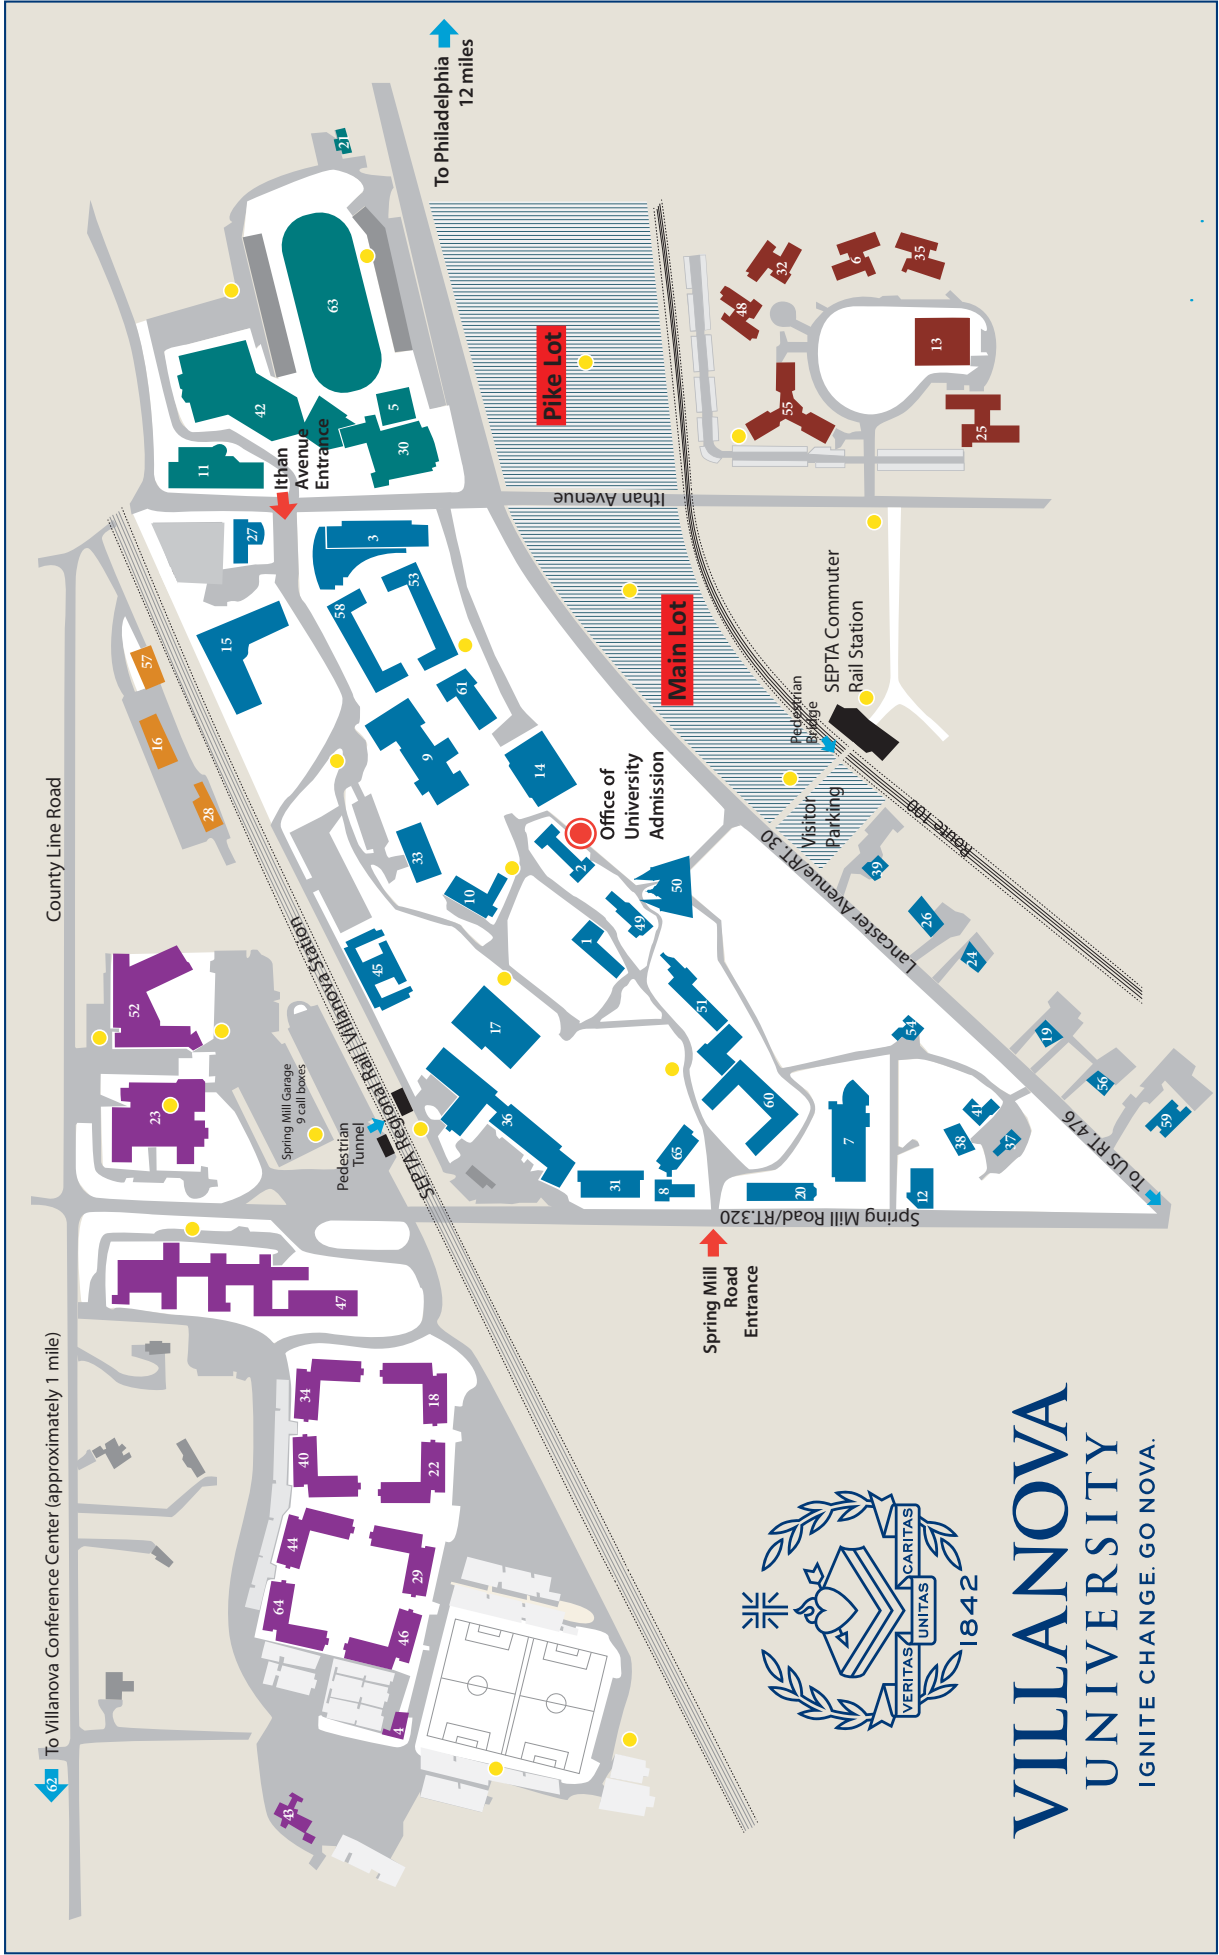 To Villanova Conference Center (approximately 1 mile)
62
County Line Road
To Philadelphia
12 miles
Pike Lot
Main Lot
Ithan
Avenue
Entrance
Ithan Avenue
SEPTA Commuter
Rail Station
Pedestrian
Bridge
Visitor
Parking
Route 100
Lancaster Avenue/RT.30
Office of
University
Admission
SEPTA Regional Rail | Villanova Station
Spring Mill Garage
9 call boxes
Pedestrian
Tunnel
Spring Mill Road/RT.320
Spring Mill
Road
Entrance
To US RT.476
43
4
64
46
44
29
40
22
34
18
47
23
52
28
16
57
15
27
11
42
63
21
5
30
3
58
53
61
9
14
33
10
2
45
1
49
50
17
51
36
31
65
8
60
20
7
12
54
38
41
37
59
56
19
24
26
39
55
48
32
6
35
13
25
VERITAS
UNITAS
CARITAS
1842
VILLANOVA
UNIVERSITY
IGNITE CHANGE. GO NOVA.